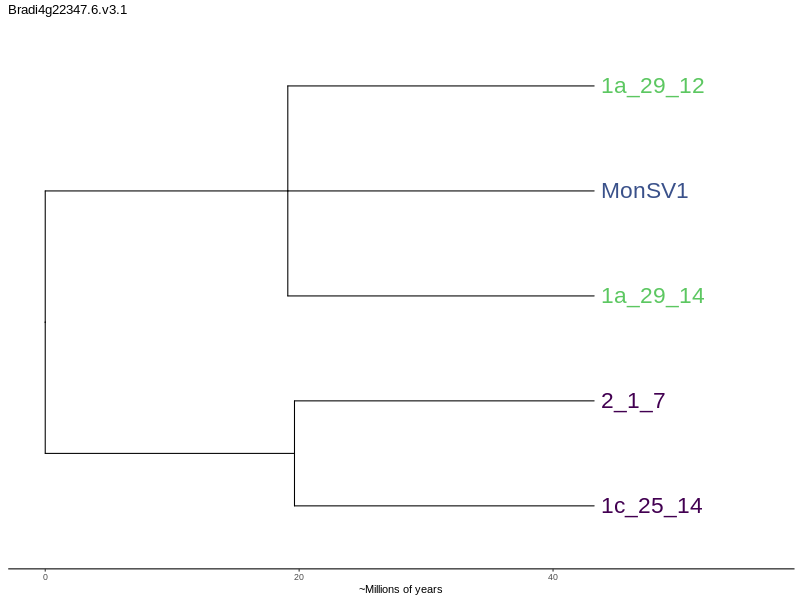 Bradi4g22347.6.v3.1
1a_29_12
MonSV1
1a_29_14
2_1_7
1c_25_14
0 20 40
~Millions of years